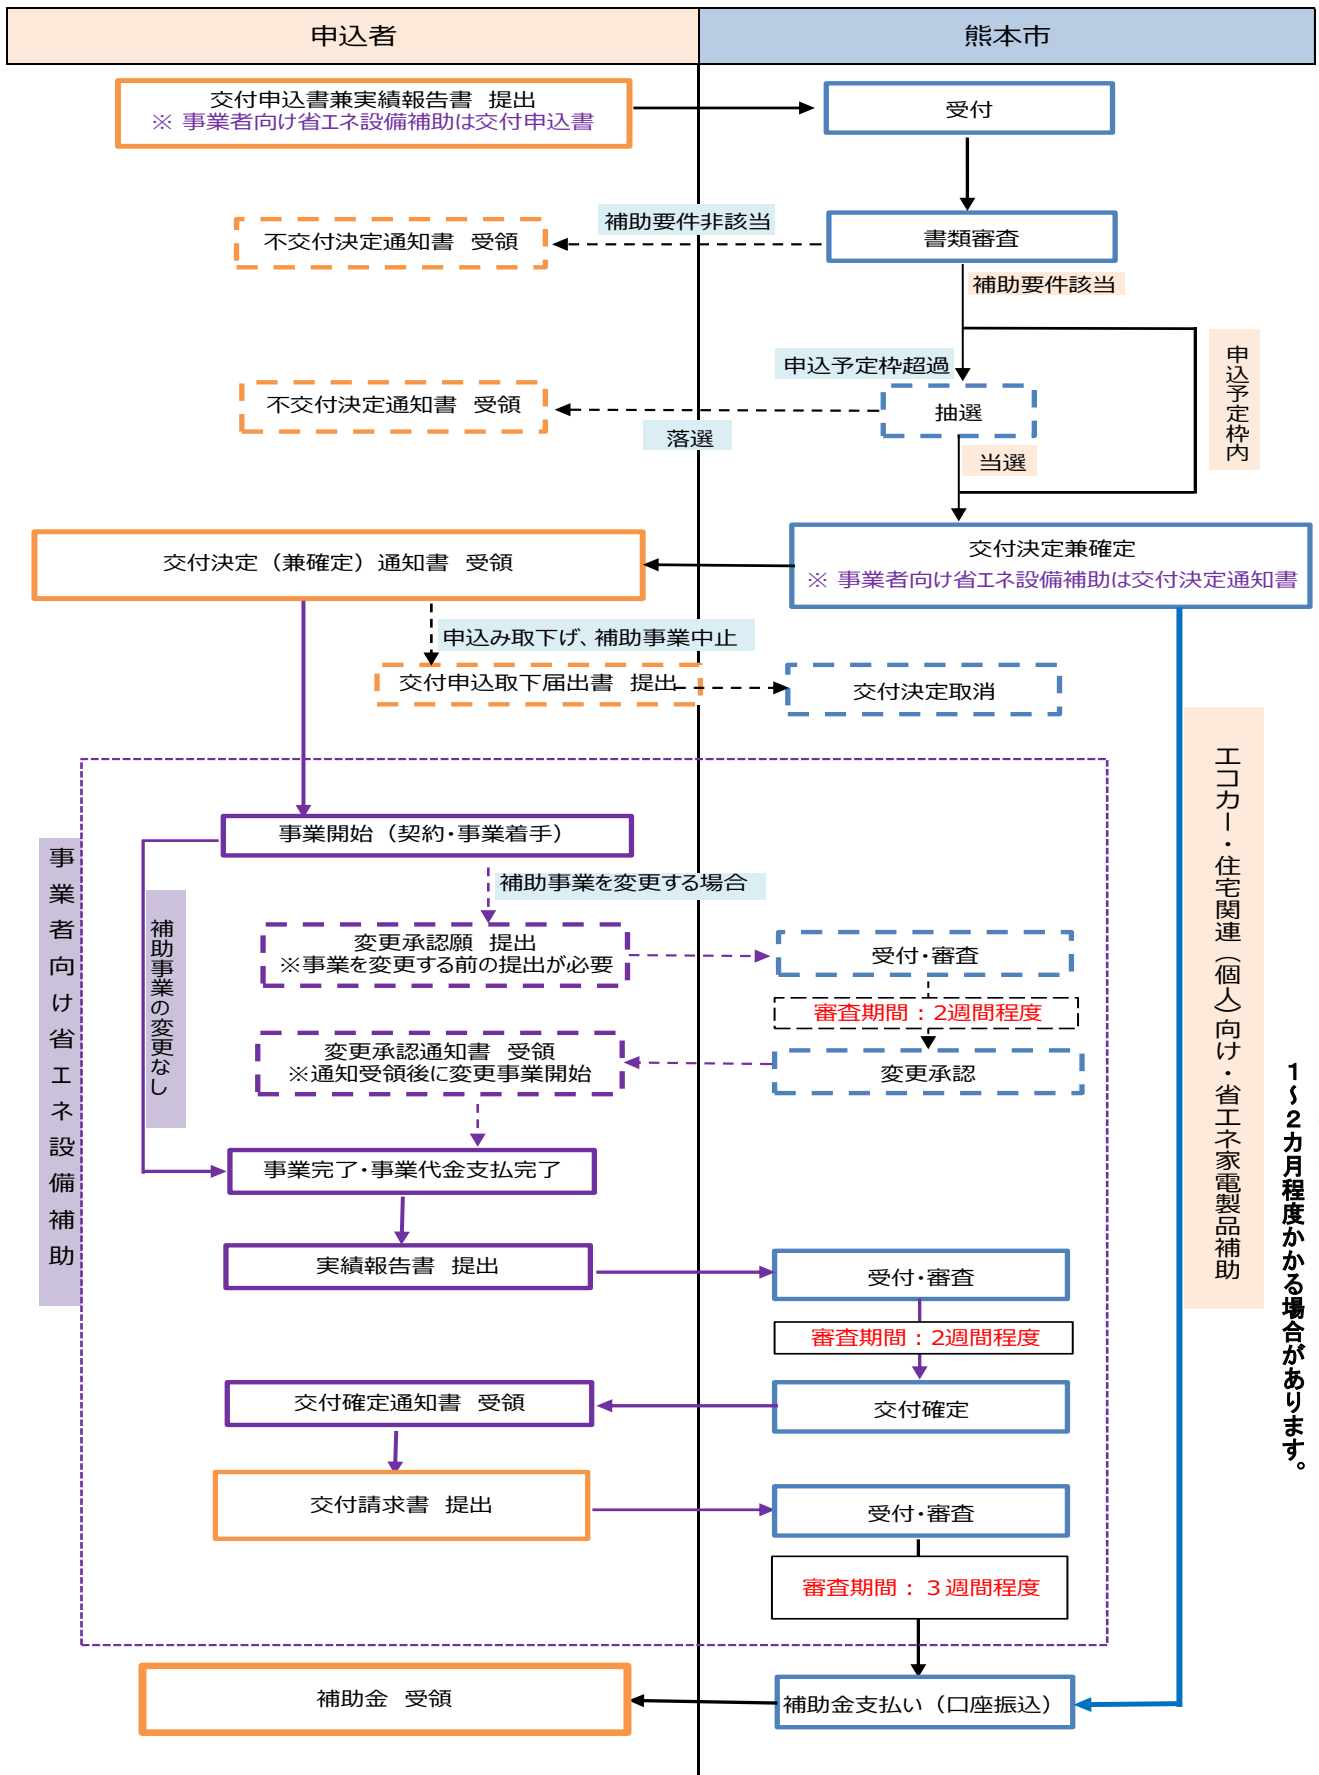 申込者
熊本市
交付申込書兼実績報告書 提出
※ 事業者向け省エネ設備補助は交付申込書
受付
補助要件非該当
不交付決定通知書 受領
書類審査
補助要件該当
申込予定枠超過
申込予定枠内
不交付決定通知書 受領
抽選
落選
当選
交付決定（兼確定）通知書 受領
交付決定兼確定
※ 事業者向け省エネ設備補助は交付決定通知書
申込み取下げ、補助事業中止
交付申込取下届出書 提出
交付決定取消
エコカー・住宅関連（個人）向け・省エネ家電製品補助
1～2カ月程度かかる場合があります。
事業者向け省エネ設備補助
事業開始（契約・事業着手）
補助事業を変更する場合
補助事業の変更なし
変更承認願 提出
※事業を変更する前の提出が必要
受付・審査
審査期間：2週間程度
変更承認通知書 受領
※通知受領後に変更事業開始
変更承認
事業完了・事業代金支払完了
実績報告書 提出
受付・審査
審査期間：2週間程度
交付確定通知書 受領
交付確定
交付請求書 提出
受付・審査
審査期間：３週間程度
補助金 受領
補助金支払い（口座振込）